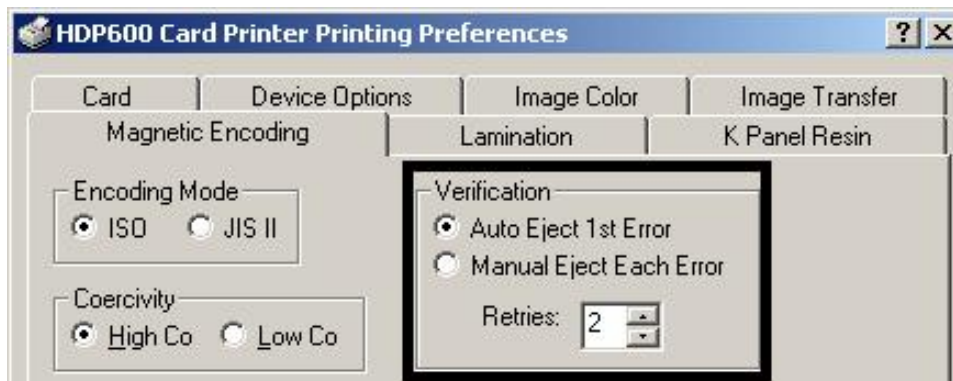 HDP600 Card Printer Printing Preferences
Card Device Options Image Color Image Transfer
Magnetic Encoding Lamination K Panel Resin
Encoding Mode
ISO JIS II
Coercivity
High Co Low Co
Verification
Auto Eject 1st Error
Manual Eject Each Error
Retries: 2